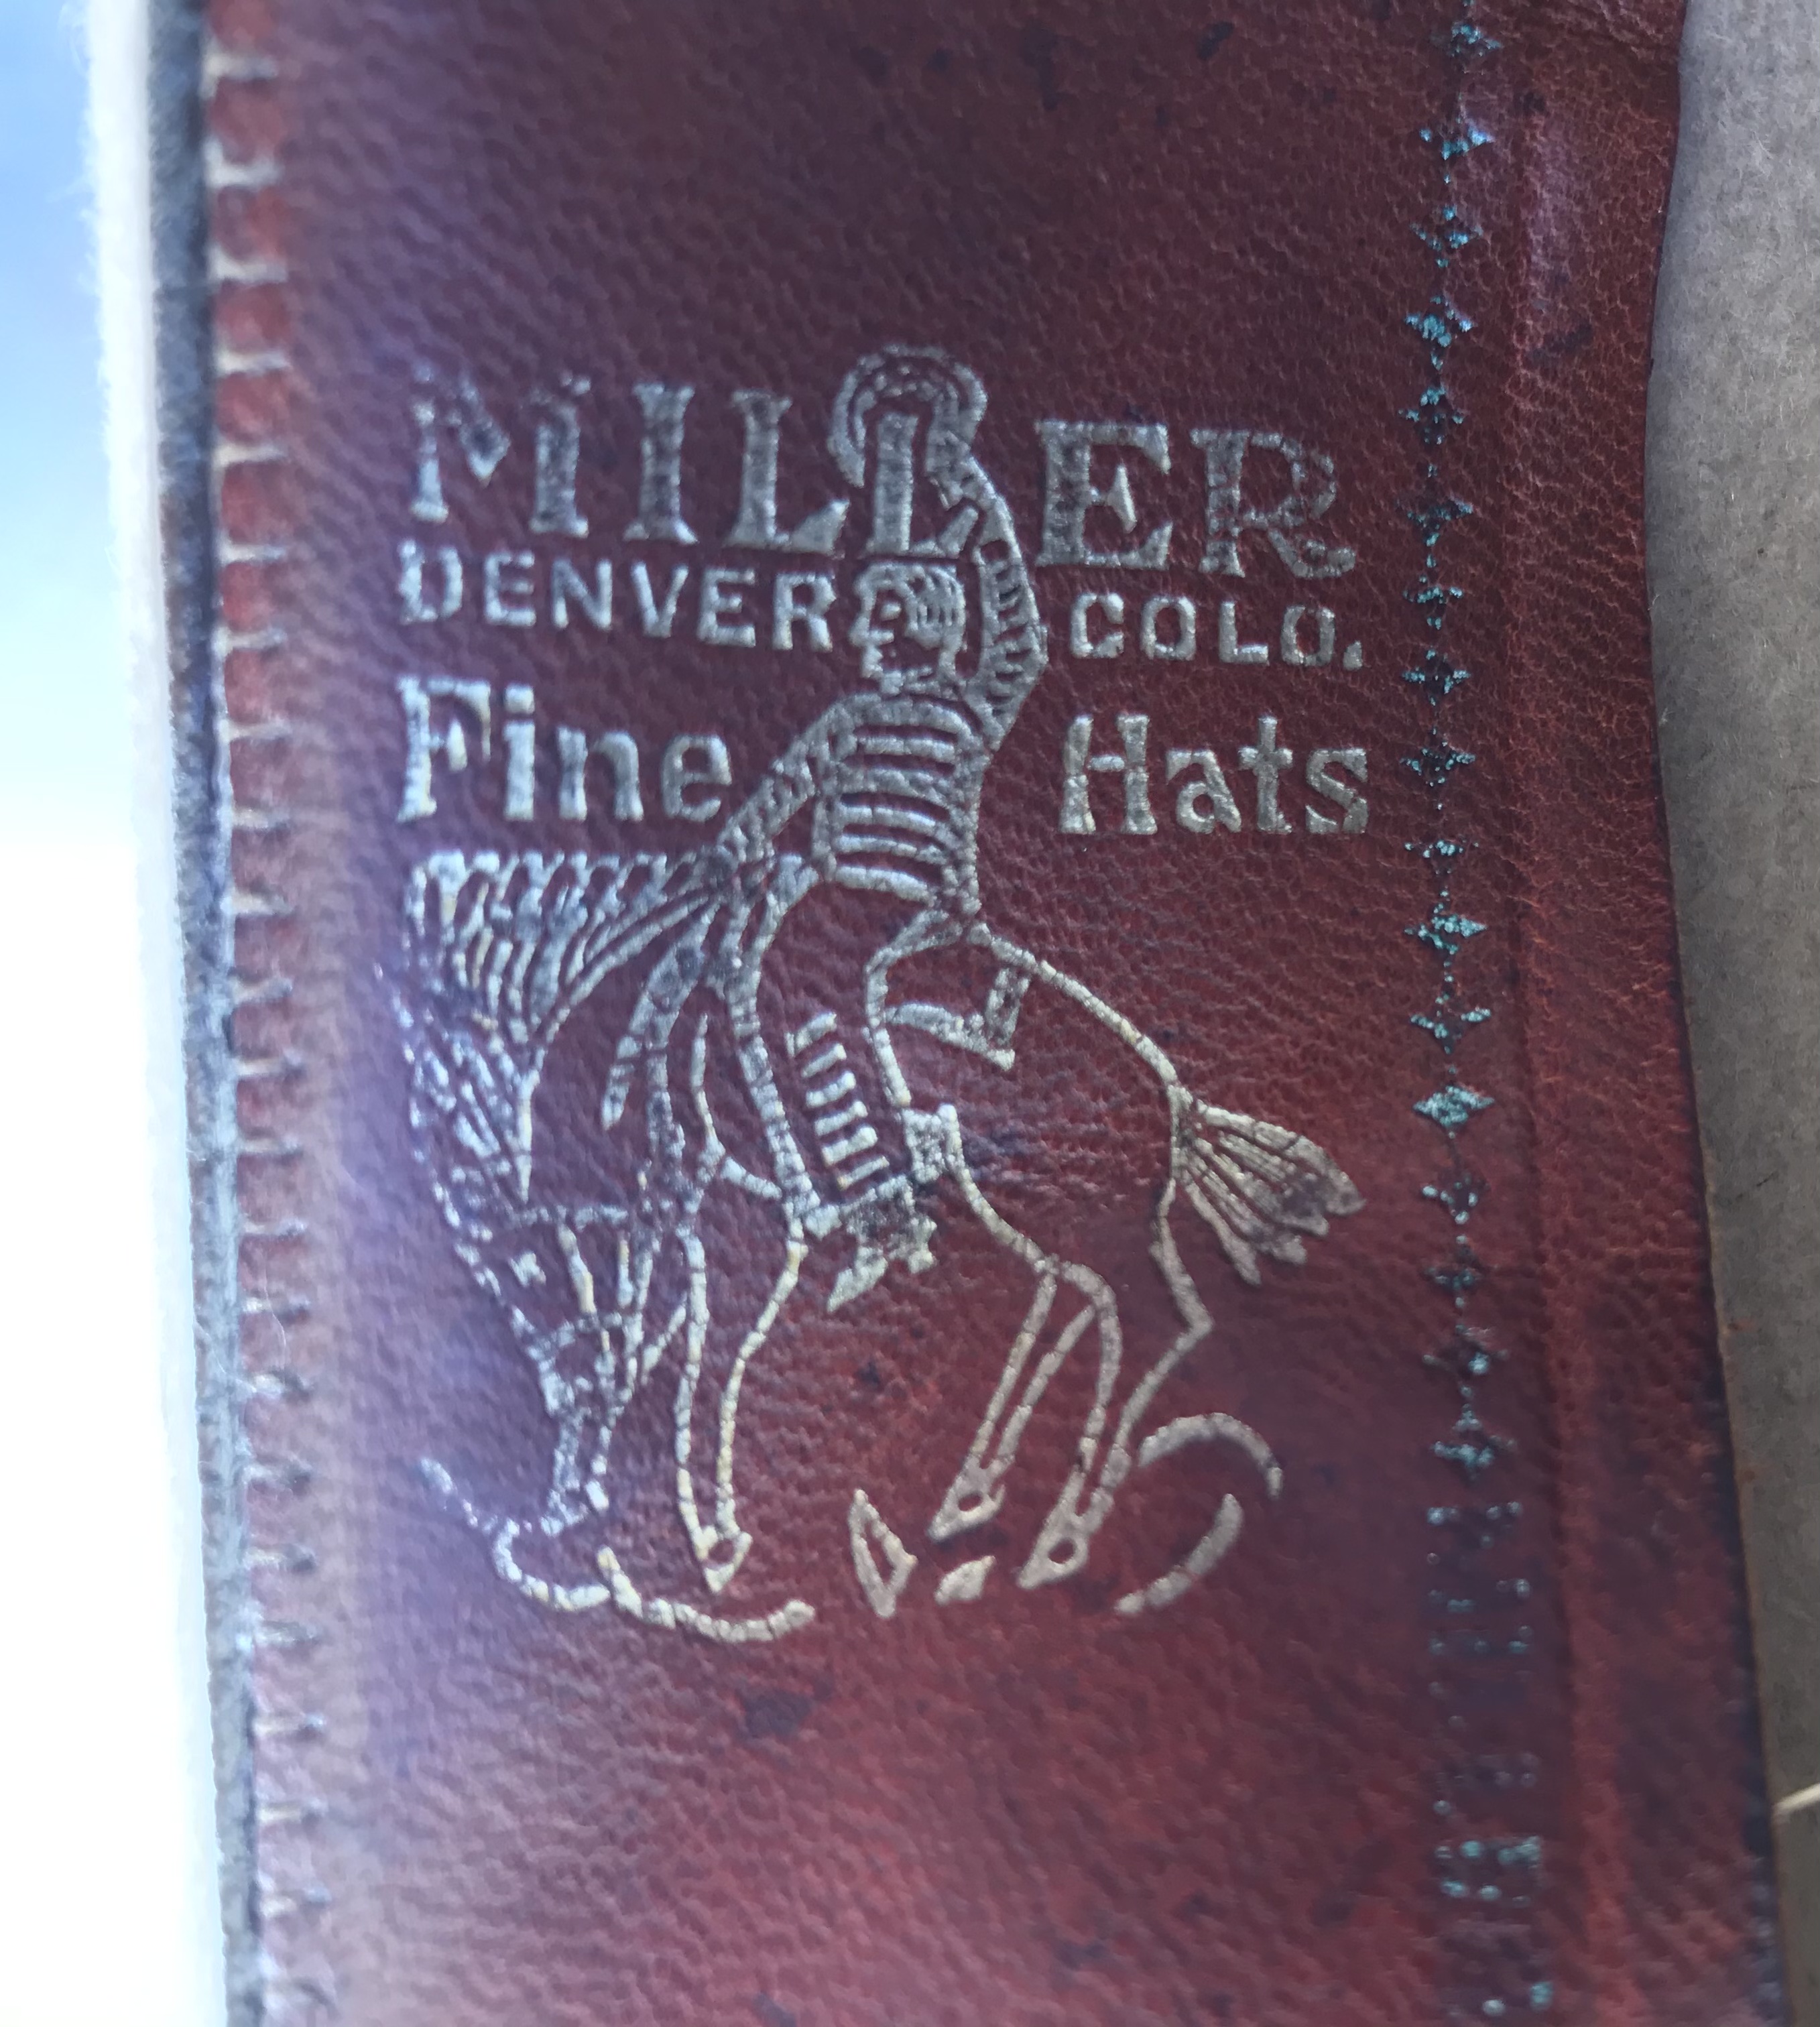 MILLER
DENVER COLO.
Fine Hats